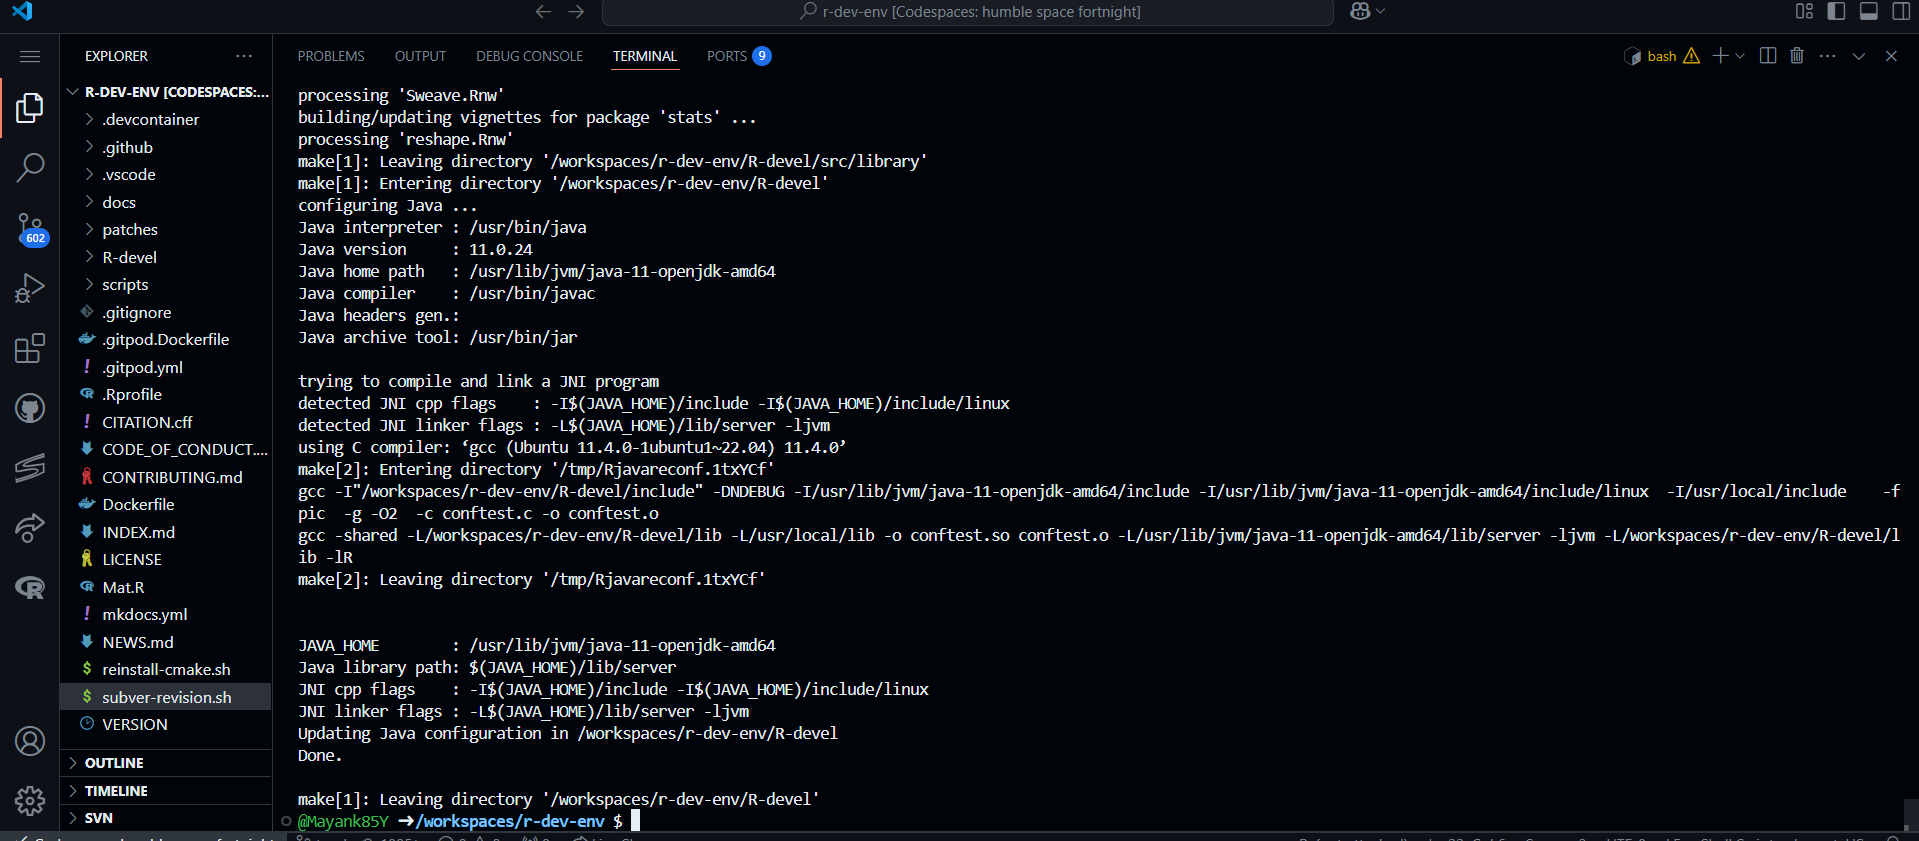 r-dev-env [Codespaces: humble space fortnight]
EXPLORER
R-DEV-ENV [CODESPACES:...
.devcontainer
.github
.vscode
docs
patches
R-devel
scripts
.gitignore
.gitpod.Dockerfile
.gitpod.yml
.Rprofile
CITATION.cff
CODE_OF_CONDUCT....
CONTRIBUTING.md
Dockerfile
INDEX.md
LICENSE
Mat.R
mkdocs.yml
NEWS.md
reinstall-cmake.sh
subver-revision.sh
VERSION
OUTLINE
TIMELINE
SVN
602
PROBLEMS OUTPUT DEBUG CONSOLE TERMINAL PORTS 9
bash
processing 'Sweave.Rnw'
building/updating vignettes for package 'stats' ...
processing 'reshape.Rnw'
make[1]: Leaving directory '/workspaces/r-dev-env/R-devel/src/library'
make[1]: Entering directory '/workspaces/r-dev-env/R-devel'
configuring Java ...
Java interpreter : /usr/bin/java
Java version     : 11.0.24
Java home path   : /usr/lib/jvm/java-11-openjdk-amd64
Java compiler    : /usr/bin/javac
Java headers gen.:
Java archive tool: /usr/bin/jar
trying to compile and link a JNI program
detected JNI cpp flags    : -I$(JAVA_HOME)/include -I$(JAVA_HOME)/include/linux
detected JNI linker flags : -L$(JAVA_HOME)/lib/server -ljvm
using C compiler: ‘gcc (Ubuntu 11.4.0-1ubuntu1~22.04) 11.4.0’
make[2]: Entering directory '/tmp/Rjavareconf.1txYCf'
gcc -I"/workspaces/r-dev-env/R-devel/include" -DNDEBUG -I/usr/lib/jvm/java-11-openjdk-amd64/include -I/usr/lib/jvm/java-11-openjdk-amd64/include/linux  -I/usr/local/include    -f
pic  -g -O2  -c conftest.c -o conftest.o
gcc -shared -L/workspaces/r-dev-env/R-devel/lib -L/usr/local/lib -o conftest.so conftest.o -L/usr/lib/jvm/java-11-openjdk-amd64/lib/server -ljvm -L/workspaces/r-dev-env/R-devel/l
ib -lR
make[2]: Leaving directory '/tmp/Rjavareconf.1txYCf'
JAVA_HOME        : /usr/lib/jvm/java-11-openjdk-amd64
Java library path: $(JAVA_HOME)/lib/server
JNI cpp flags    : -I$(JAVA_HOME)/include -I$(JAVA_HOME)/include/linux
JNI linker flags : -L$(JAVA_HOME)/lib/server -ljvm
Updating Java configuration in /workspaces/r-dev-env/R-devel
Done.
make[1]: Leaving directory '/workspaces/r-dev-env/R-devel'
@Mayank85Y ➜/workspaces/r-dev-env $